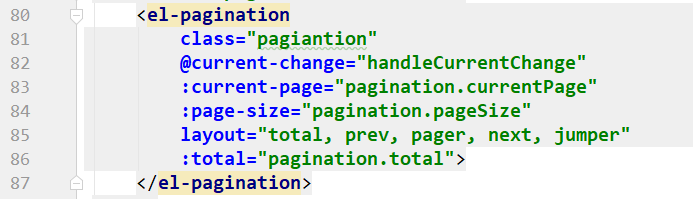 80 <el-pagination
81 class="pagiantion"
82 @current-change="handleCurrentChange"
83 :current-page="pagination.currentPage"
84 :page-size="pagination.pageSize"
85 layout="total, prev, pager, next, jumper"
86 :total="pagination.total">
87 </el-pagination>